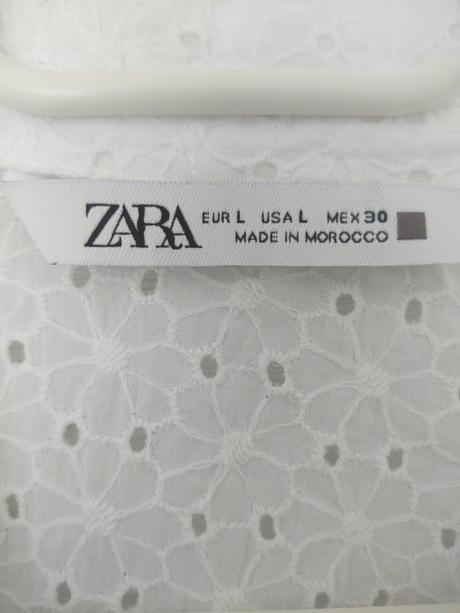 ZARA EUR L USA L MEX 30
MADE IN MOROCCO